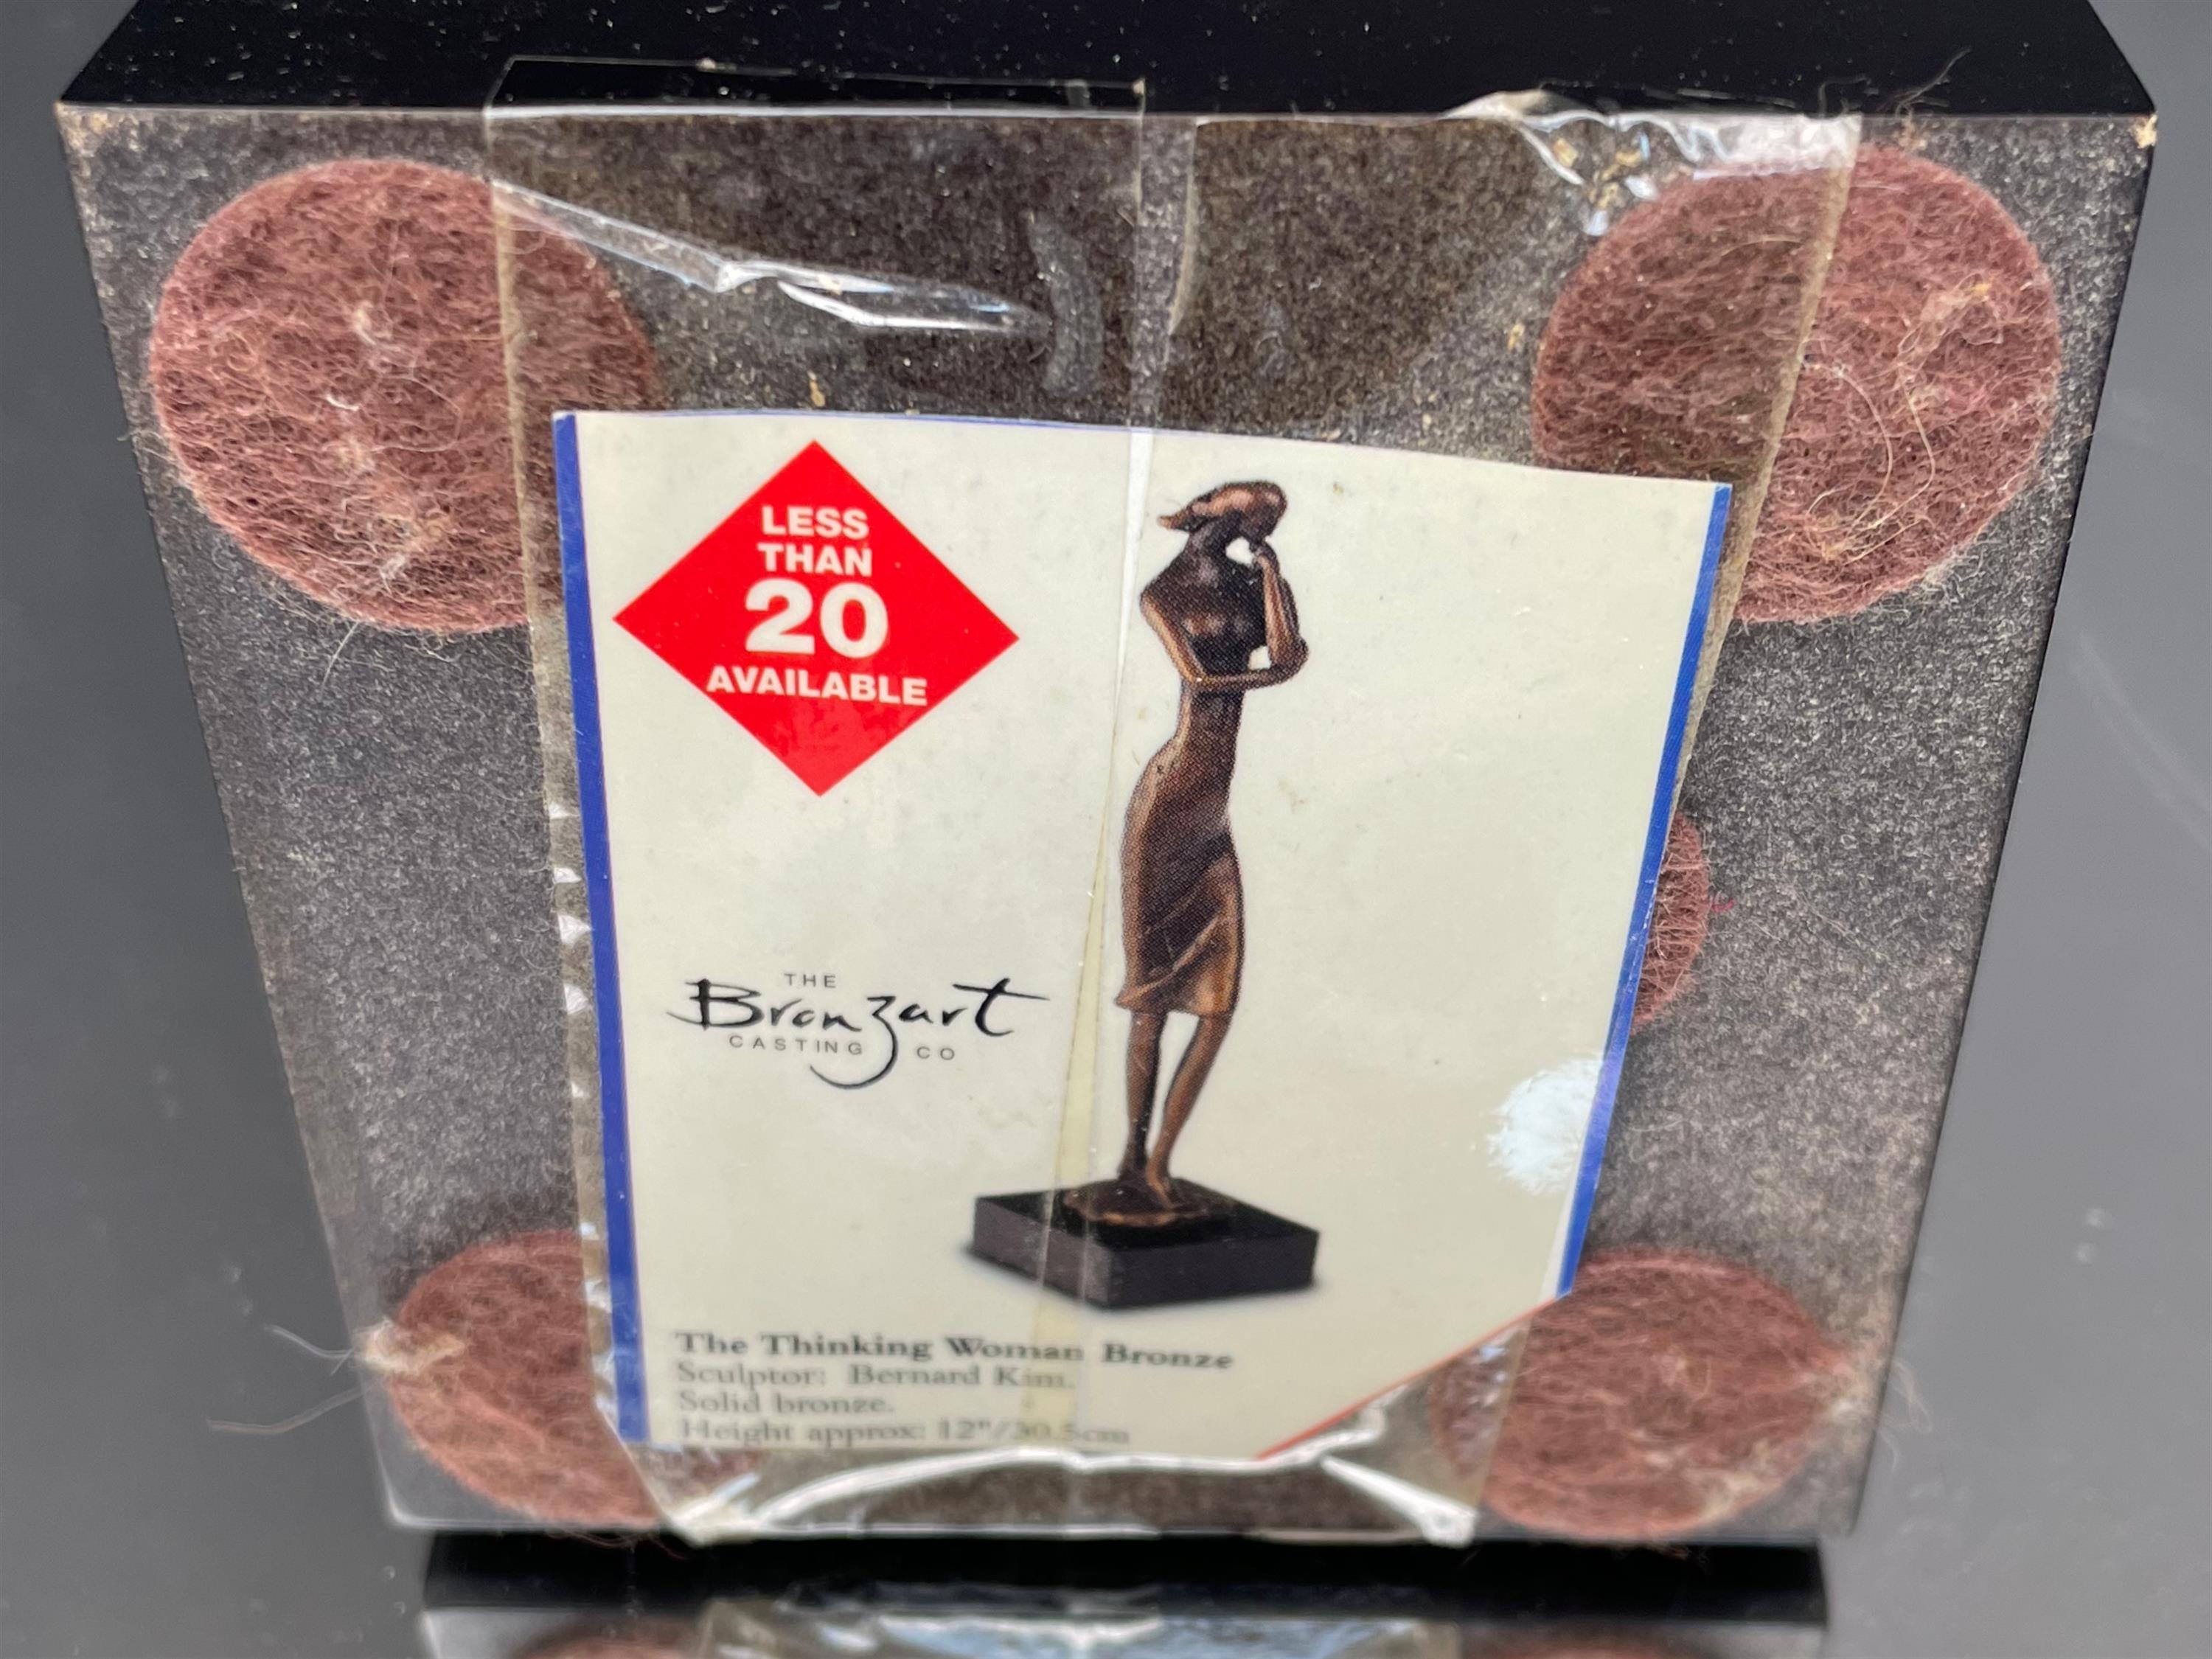 LESS
THAN
20
AVAILABLE
THE
Bronzart
CASTING CO
The Thinking Woman Bronze
Sculptor: Bernard Kim.
Solid bronze.
Height approx: 12"/30.5cm